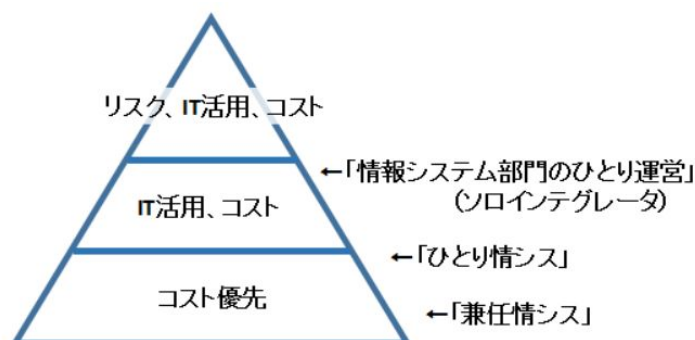 リスク、IT活用、コスト
←「情報システム部門のひとり運営」
(ソロインテグレータ)
IT活用、コスト
←「ひとり情シス」
コスト優先
←「兼任情シス」